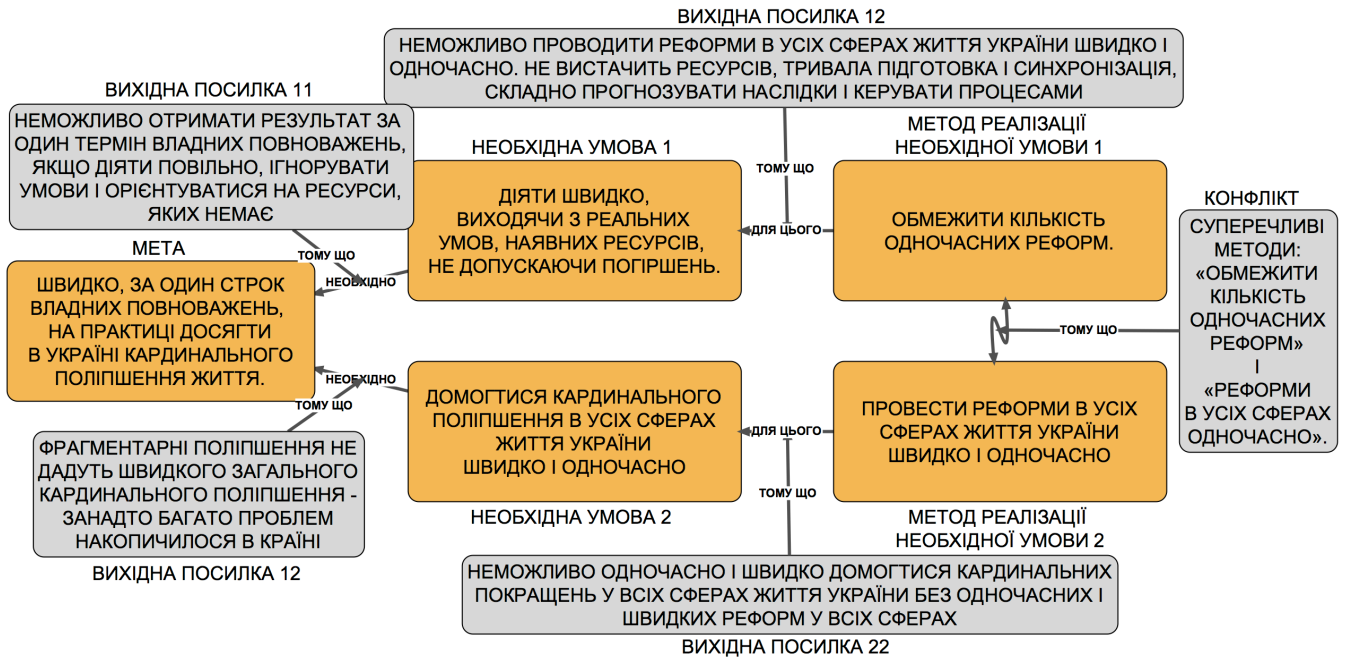 ВИХІДНА ПОСИЛКА 12
НЕМОЖЛИВО ПРОВОДИТИ РЕФОРМИ В УСІХ СФЕРАХ ЖИТТЯ УКРАЇНИ ШВИДКО І
ОДНОЧАСНО. НЕ ВИСТАЧИТЬ РЕСУРСІВ, ТРИВАЛА ПІДГОТОВКА І СИНХРОНІЗАЦІЯ,
СКЛАДНО ПРОГНОЗУВАТИ НАСЛІДКИ І КЕРУВАТИ ПРОЦЕСАМИ
ВИХІДНА ПОСИЛКА 11
НЕМОЖЛИВО ОТРИМАТИ РЕЗУЛЬТАТ ЗА
ОДИН ТЕРМІН ВЛАДНИХ ПОВНОВАЖЕНЬ,
ЯКЩО ДІЯТИ ПОВІЛЬНО, ІГНОРУВАТИ
УМОВИ І ОРІЄНТУВАТИСЯ НА РЕСУРСИ,
ЯКИХ НЕМАЄ
ТОМУ ЩО
НЕОБХІДНО
НЕОБХІДНА УМОВА 1
ДІЯТИ ШВИДКО,
ВИХОДЯЧИ З РЕАЛЬНИХ
УМОВ, НАЯВНИХ РЕСУРСІВ,
НЕ ДОПУСКАЮЧИ ПОГІРШЕНЬ.
ТОМУ ЩО
ДЛЯ ЦЬОГО
МЕТОД РЕАЛІЗАЦІЇ
НЕОБХІДНОЇ УМОВИ 1
ОБМЕЖИТИ КІЛЬКІСТЬ
ОДНОЧАСНИХ РЕФОРМ.
КОНФЛІКТ
СУПЕРЕЧЛИВІ
МЕТОДИ:
«ОБМЕЖИТИ
КІЛЬКІСТЬ
ОДНОЧАСНИХ
РЕФОРМ»
І
«РЕФОРМИ
В УСІХ СФЕРАХ
ОДНОЧАСНО».
ТОМУ ЩО
МЕТА
ШВИДКО, ЗА ОДИН СТРОК
ВЛАДНИХ ПОВНОВАЖЕНЬ,
НА ПРАКТИЦІ ДОСЯГТИ
В УКРАЇНІ КАРДИНАЛЬНОГО
ПОЛІПШЕННЯ ЖИТТЯ.
НЕОБХІДНО
ТОМУ ЩО
ДОМОГТИСЯ КАРДИНАЛЬНОГО
ПОЛІПШЕННЯ В УСІХ СФЕРАХ
ЖИТТЯ УКРАЇНИ
ШВИДКО І ОДНОЧАСНО
НЕОБХІДНА УМОВА 2
ДЛЯ ЦЬОГО
ТОМУ ЩО
ПРОВЕСТИ РЕФОРМИ В УСІХ
СФЕРАХ ЖИТТЯ УКРАЇНИ
ШВИДКО І ОДНОЧАСНО
МЕТОД РЕАЛІЗАЦІЇ
НЕОБХІДНОЇ УМОВИ 2
ФРАГМЕНТАРНІ ПОЛІПШЕННЯ НЕ
ДАДУТЬ ШВИДКОГО ЗАГАЛЬНОГО
КАРДИНАЛЬНОГО ПОЛІПШЕННЯ -
ЗАНАДТО БАГАТО ПРОБЛЕМ
НАКОПИЧИЛОСЯ В КРАЇНІ
ВИХІДНА ПОСИЛКА 12
НЕМОЖЛИВО ОДНОЧАСНО І ШВИДКО ДОМОГТИСЯ КАРДИНАЛЬНИХ
ПОКРАЩЕНЬ У ВСІХ СФЕРАХ ЖИТТЯ УКРАЇНИ БЕЗ ОДНОЧАСНИХ І
ШВИДКИХ РЕФОРМ У ВСІХ СФЕРАХ
ВИХІДНА ПОСИЛКА 22